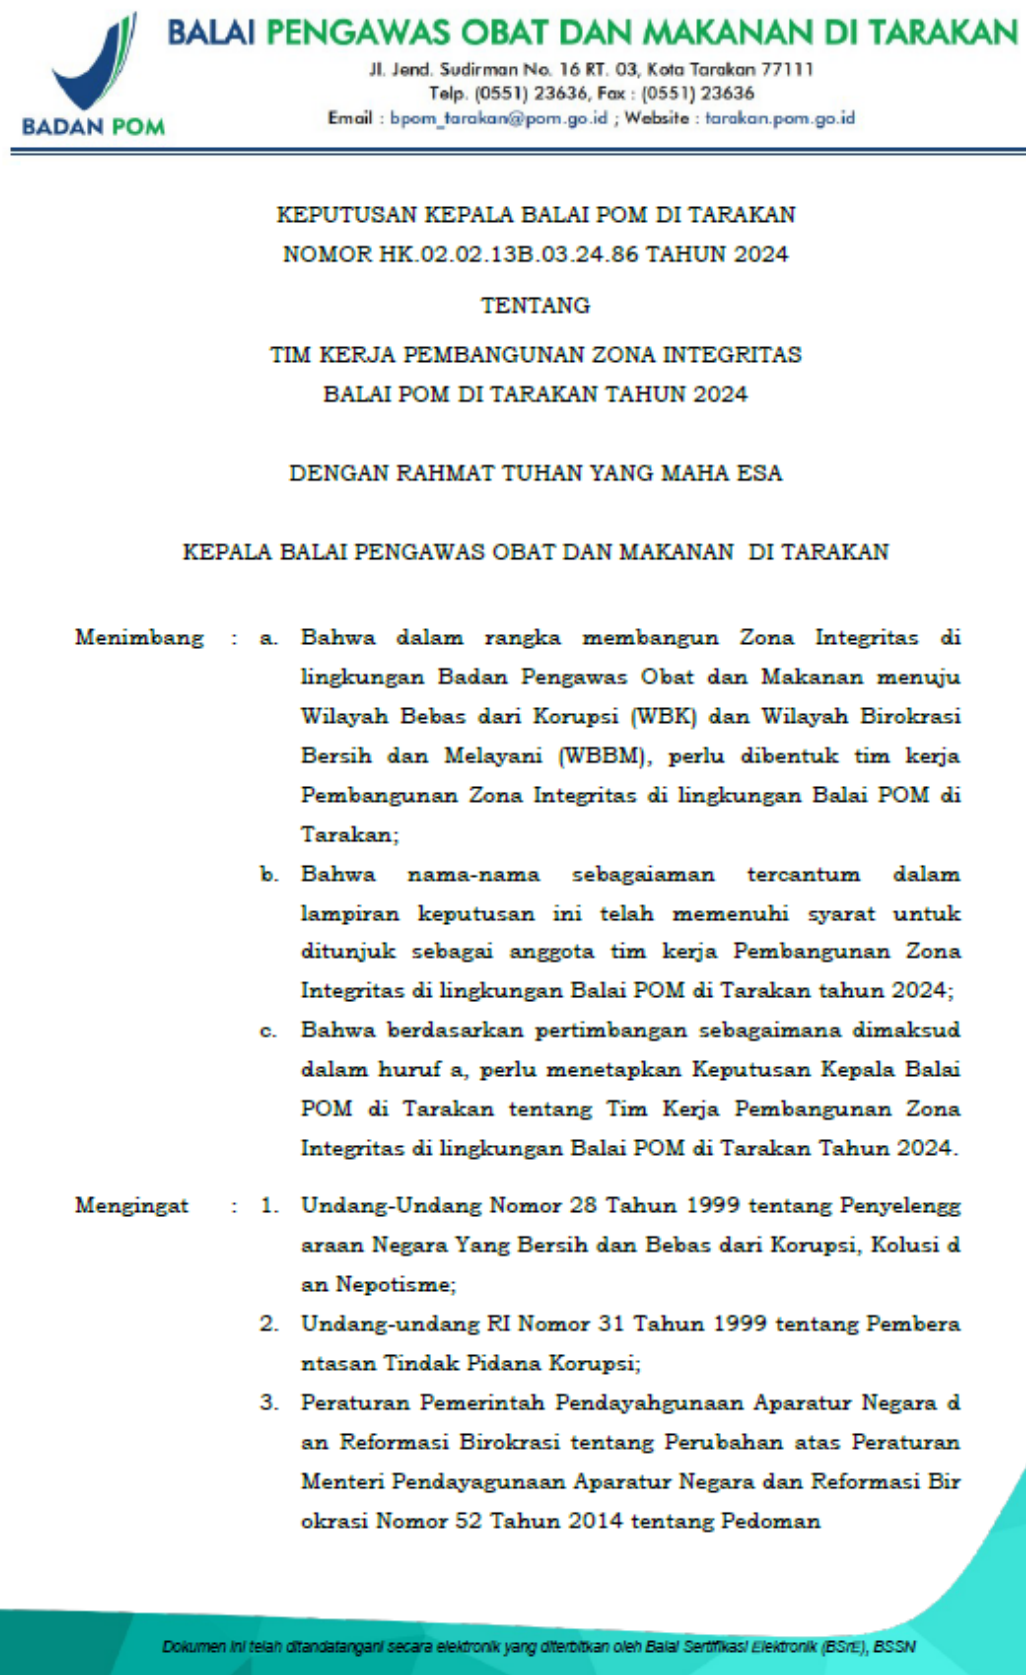 BALAI PENGAWAS OBAT DAN MAKANAN DI TARAKAN
Jl. Jend. Sudirman No. 16 RT. 03, Kota Tarakan 77111
Telp. (0551) 23636, Fax : (0551) 23636
Email : bpom_tarakan@pom.go.id ; Website : tarakan.pom.go.id
BADAN POM
KEPUTUSAN KEPALA BALAI POM DI TARAKAN
NOMOR HK.02.02.13B.03.24.86 TAHUN 2024
TENTANG
TIM KERJA PEMBANGUNAN ZONA INTEGRITAS
BALAI POM DI TARAKAN TAHUN 2024
DENGAN RAHMAT TUHAN YANG MAHA ESA
KEPALA BALAI PENGAWAS OBAT DAN MAKANAN DI TARAKAN
Menimbang : a. Bahwa dalam rangka membangun Zona Integritas di
lingkungan Badan Pengawas Obat dan Makanan menuju
Wilayah Bebas dari Korupsi (WBK) dan Wilayah Birokrasi
Bersih dan Melayani (WBBM), perlu dibentuk tim kerja
Pembangunan Zona Integritas di lingkungan Balai POM di
Tarakan;
b. Bahwa nama-nama sebagaiaman tercantum dalam
lampiran keputusan ini telah memenuhi syarat untuk
ditunjuk sebagai anggota tim kerja Pembangunan Zona
Integritas di lingkungan Balai POM di Tarakan tahun 2024;
c. Bahwa berdasarkan pertimbangan sebagaimana dimaksud
dalam huruf a, perlu menetapkan Keputusan Kepala Balai
POM di Tarakan tentang Tim Kerja Pembangunan Zona
Integritas di lingkungan Balai POM di Tarakan Tahun 2024.
Mengingat : 1. Undang-Undang Nomor 28 Tahun 1999 tentang Penyelengg
araan Negara Yang Bersih dan Bebas dari Korupsi, Kolusi d
an Nepotisme;
2. Undang-undang RI Nomor 31 Tahun 1999 tentang Pembera
ntasan Tindak Pidana Korupsi;
3. Peraturan Pemerintah Pendayahgunaan Aparatur Negara d
an Reformasi Birokrasi tentang Perubahan atas Peraturan
Menteri Pendayagunaan Aparatur Negara dan Reformasi Bir
okrasi Nomor 52 Tahun 2014 tentang Pedoman
Dokumen ini telah ditandatangani secara elektronik yang diterbitkan oleh Balai Sertifikasi Elektronik (BSrE), BSSN